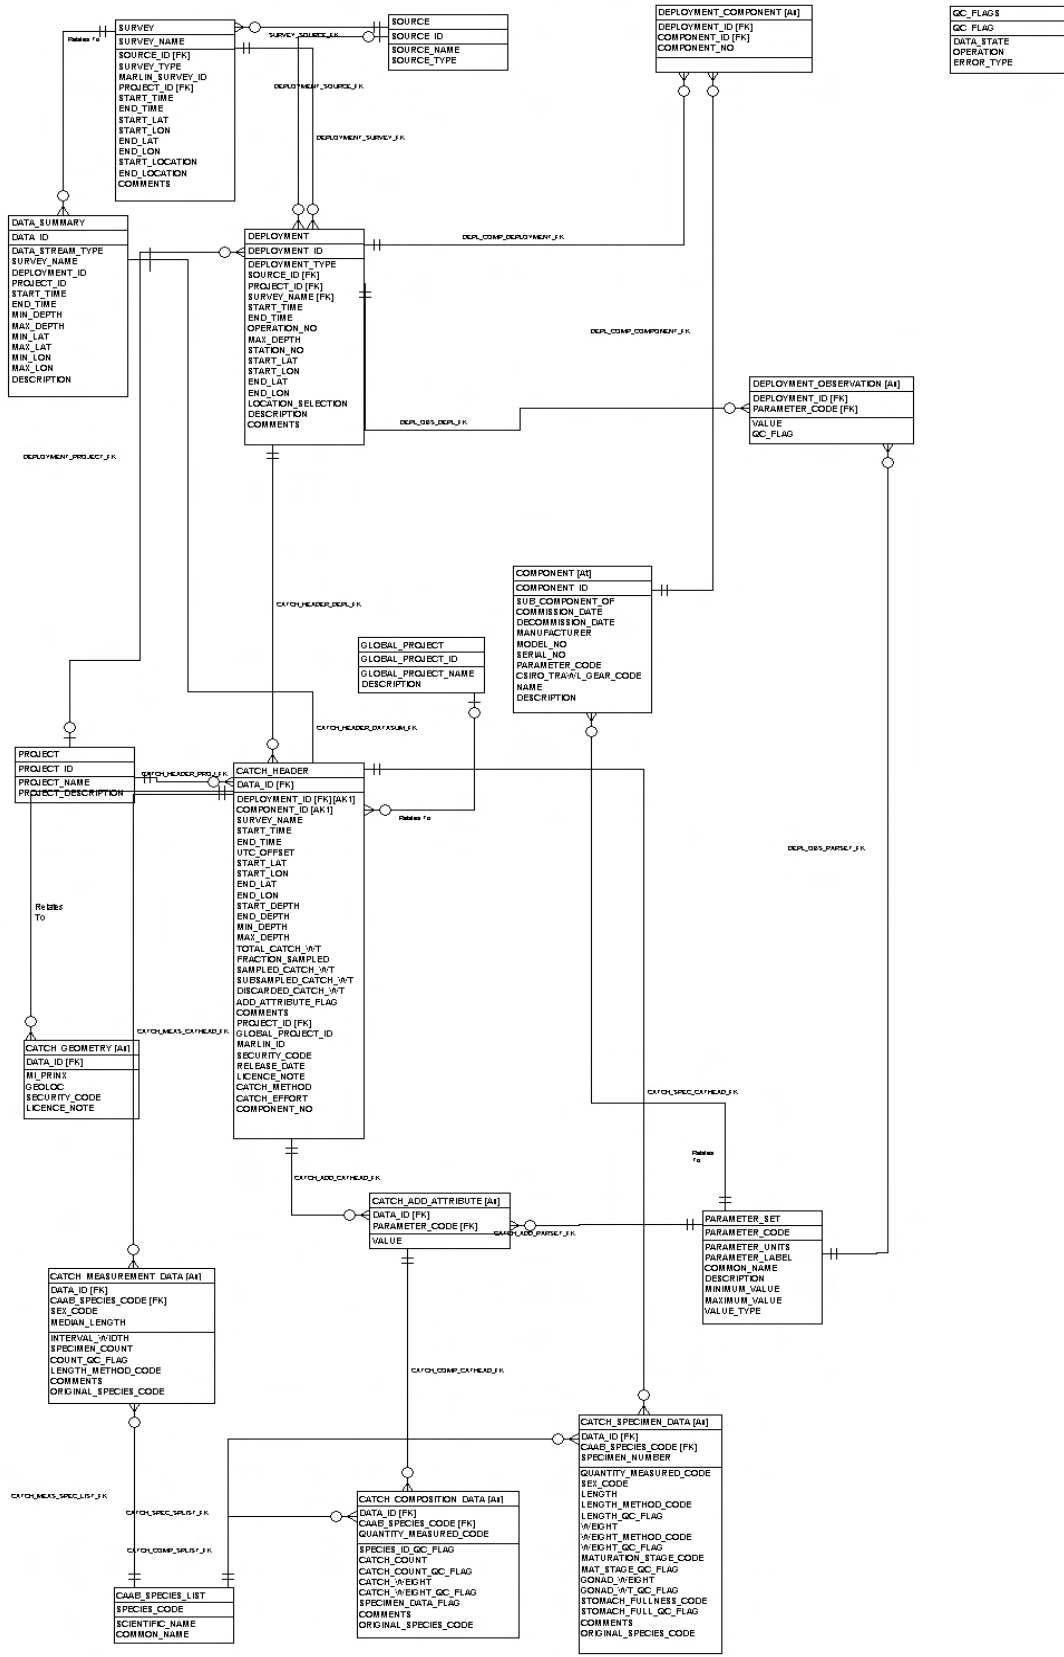 SURVEY
SURVEY_NAME
SOURCE_ID [FK]
SURVEY_TYPE
MARLIN_SURVEY_ID
PROJECT_ID [FK]
START_TIME
END_TIME
START_LAT
START_LON
END_LAT
END_LON
START_LOCATION
END_LOCATION
COMMENTS
Relates To
SURVEY_SOURCE_FK
SOURCE
SOURCE_ID
SOURCE_NAME
SOURCE_TYPE
DEPLOYMENT_COMPONENT [At]
DEPLOYMENT_ID [FK]
COMPONENT_ID [FK]
COMPONENT_NO
QC_FLAGS
QC_FLAG
DATA_STATE
OPERATION
ERROR_TYPE
DEPLOYMENT_SOURCE_FK
DEPLOYMENT_SURVEY_FK
DATA_SUMMARY
DATA_ID
DATA_STREAM_TYPE
SURVEY_NAME
DEPLOYMENT_ID
PROJECT_ID
START_TIME
END_TIME
MIN_DEPTH
MAX_DEPTH
MIN_LAT
MAX_LAT
MIN_LON
MAX_LON
DESCRIPTION
DEPLOYMENT
DEPLOYMENT_ID
DEPLOYMENT_TYPE
SOURCE_ID [FK]
PROJECT_ID [FK]
SURVEY_NAME [FK]
START_TIME
END_TIME
OPERATION_NO
MAX_DEPTH
STATION_NO
START_LAT
START_LON
END_LAT
END_LON
LOCATION_SELECTION
DESCRIPTION
COMMENTS
DEPL_COMP_DEPLOYMENT_FK
DEPL_COMP_COMPONENT_FK
DEPLOYMENT_OBSERVATION [At]
DEPLOYMENT_ID [FK]
PARAMETER_CODE [FK]
VALUE
QC_FLAG
DEPL_OBS_DEPL_FK
DEPLOYMENT_PROJECT_FK
COMPONENT [At]
COMPONENT_ID
SUB_COMPONENT_OF
COMMISSION_DATE
DECOMMISSION_DATE
MANUFACTURER
MODEL_NO
SERIAL_NO
PARAMETER_CODE
CSIRO_TRAWL_GEAR_CODE
NAME
DESCRIPTION
CATCH_HEADER_DEPL_FK
GLOBAL_PROJECT
GLOBAL_PROJECT_ID
GLOBAL_PROJECT_NAME
DESCRIPTION
CATCH_HEADER_DATASUM_FK
PROJECT
PROJECT_ID
PROJECT_NAME
PROJECT_DESCRIPTION
CATCH_HEADER_PROJ_FK
CATCH_HEADER
DATA_ID [FK]
DEPLOYMENT_ID [FK][AK1]
COMPONENT_ID [AK1]
SURVEY_NAME
START_TIME
END_TIME
UTC_OFFSET
START_LAT
START_LON
END_LAT
END_LON
START_DEPTH
END_DEPTH
MIN_DEPTH
MAX_DEPTH
TOTAL_CATCH_WT
FRACTION_SAMPLED
SAMPLED_CATCH_WT
SUBSAMPLED_CATCH_WT
DISCARDED_CATCH_WT
ADD_ATTRIBUTE_FLAG
COMMENTS
PROJECT_ID [FK]
GLOBAL_PROJECT_ID
MARLIN_ID
SECURITY_CODE
RELEASE_DATE
LICENCE_NOTE
CATCH_METHOD
CATCH_EFFORT
COMPONENT_NO
Relates To
DEPL_OBS_PARSET_FK
Relates
To
CATCH_MEAS_CATHEAD_FK
CATCH_GEOMETRY [At]
DATA_ID [FK]
MI_PRINX
GEOLOC
SECURITY_CODE
LICENCE_NOTE
CATCH_SPEC_CATHEAD_FK
Relates
To
CATCH_ADD_CATHEAD_FK
CATCH_ADD_ATTRIBUTE [At]
DATA_ID [FK]
PARAMETER_CODE [FK]
VALUE
CATCH_ADD_PARSET_FK
PARAMETER_SET
PARAMETER_CODE
PARAMETER_UNITS
PARAMETER_LABEL
COMMON_NAME
DESCRIPTION
MINIMUM_VALUE
MAXIMUM_VALUE
VALUE_TYPE
CATCH_MEASUREMENT_DATA [At]
DATA_ID [FK]
CAAB_SPECIES_CODE [FK]
SEX_CODE
MEDIAN_LENGTH
INTERVAL_WIDTH
SPECIMEN_COUNT
COUNT_QC_FLAG
LENGTH_METHOD_CODE
COMMENTS
ORIGINAL_SPECIES_CODE
CATCH_COMP_CATHEAD_FK
CATCH_SPECIMEN_DATA [At]
DATA_ID [FK]
CAAB_SPECIES_CODE [FK]
SPECIMEN_NUMBER
QUANTITY_MEASURED_CODE
SEX_CODE
LENGTH
LENGTH_METHOD_CODE
LENGTH_QC_FLAG
WEIGHT
WEIGHT_METHOD_CODE
WEIGHT_QC_FLAG
MATURATION_STAGE_CODE
MAT_STAGE_QC_FLAG
GONAD_WEIGHT
GONAD_WT_QC_FLAG
STOMACH_FULLNESS_CODE
STOMACH_FULL_QC_FLAG
COMMENTS
ORIGINAL_SPECIES_CODE
CATCH_MEAS_SPEC_LIST_FK
CATCH_SPEC_SPLIST_FK
CATCH_COMP_SPLIST_FK
CATCH_COMPOSITION_DATA [At]
DATA_ID [FK]
CAAB_SPECIES_CODE [FK]
QUANTITY_MEASURED_CODE
SPECIES_ID_QC_FLAG
CATCH_COUNT
CATCH_COUNT_QC_FLAG
CATCH_WEIGHT
CATCH_WEIGHT_QC_FLAG
SPECIMEN_DATA_FLAG
COMMENTS
ORIGINAL_SPECIES_CODE
CAAB_SPECIES_LIST
SPECIES_CODE
SCIENTIFIC_NAME
COMMON_NAME